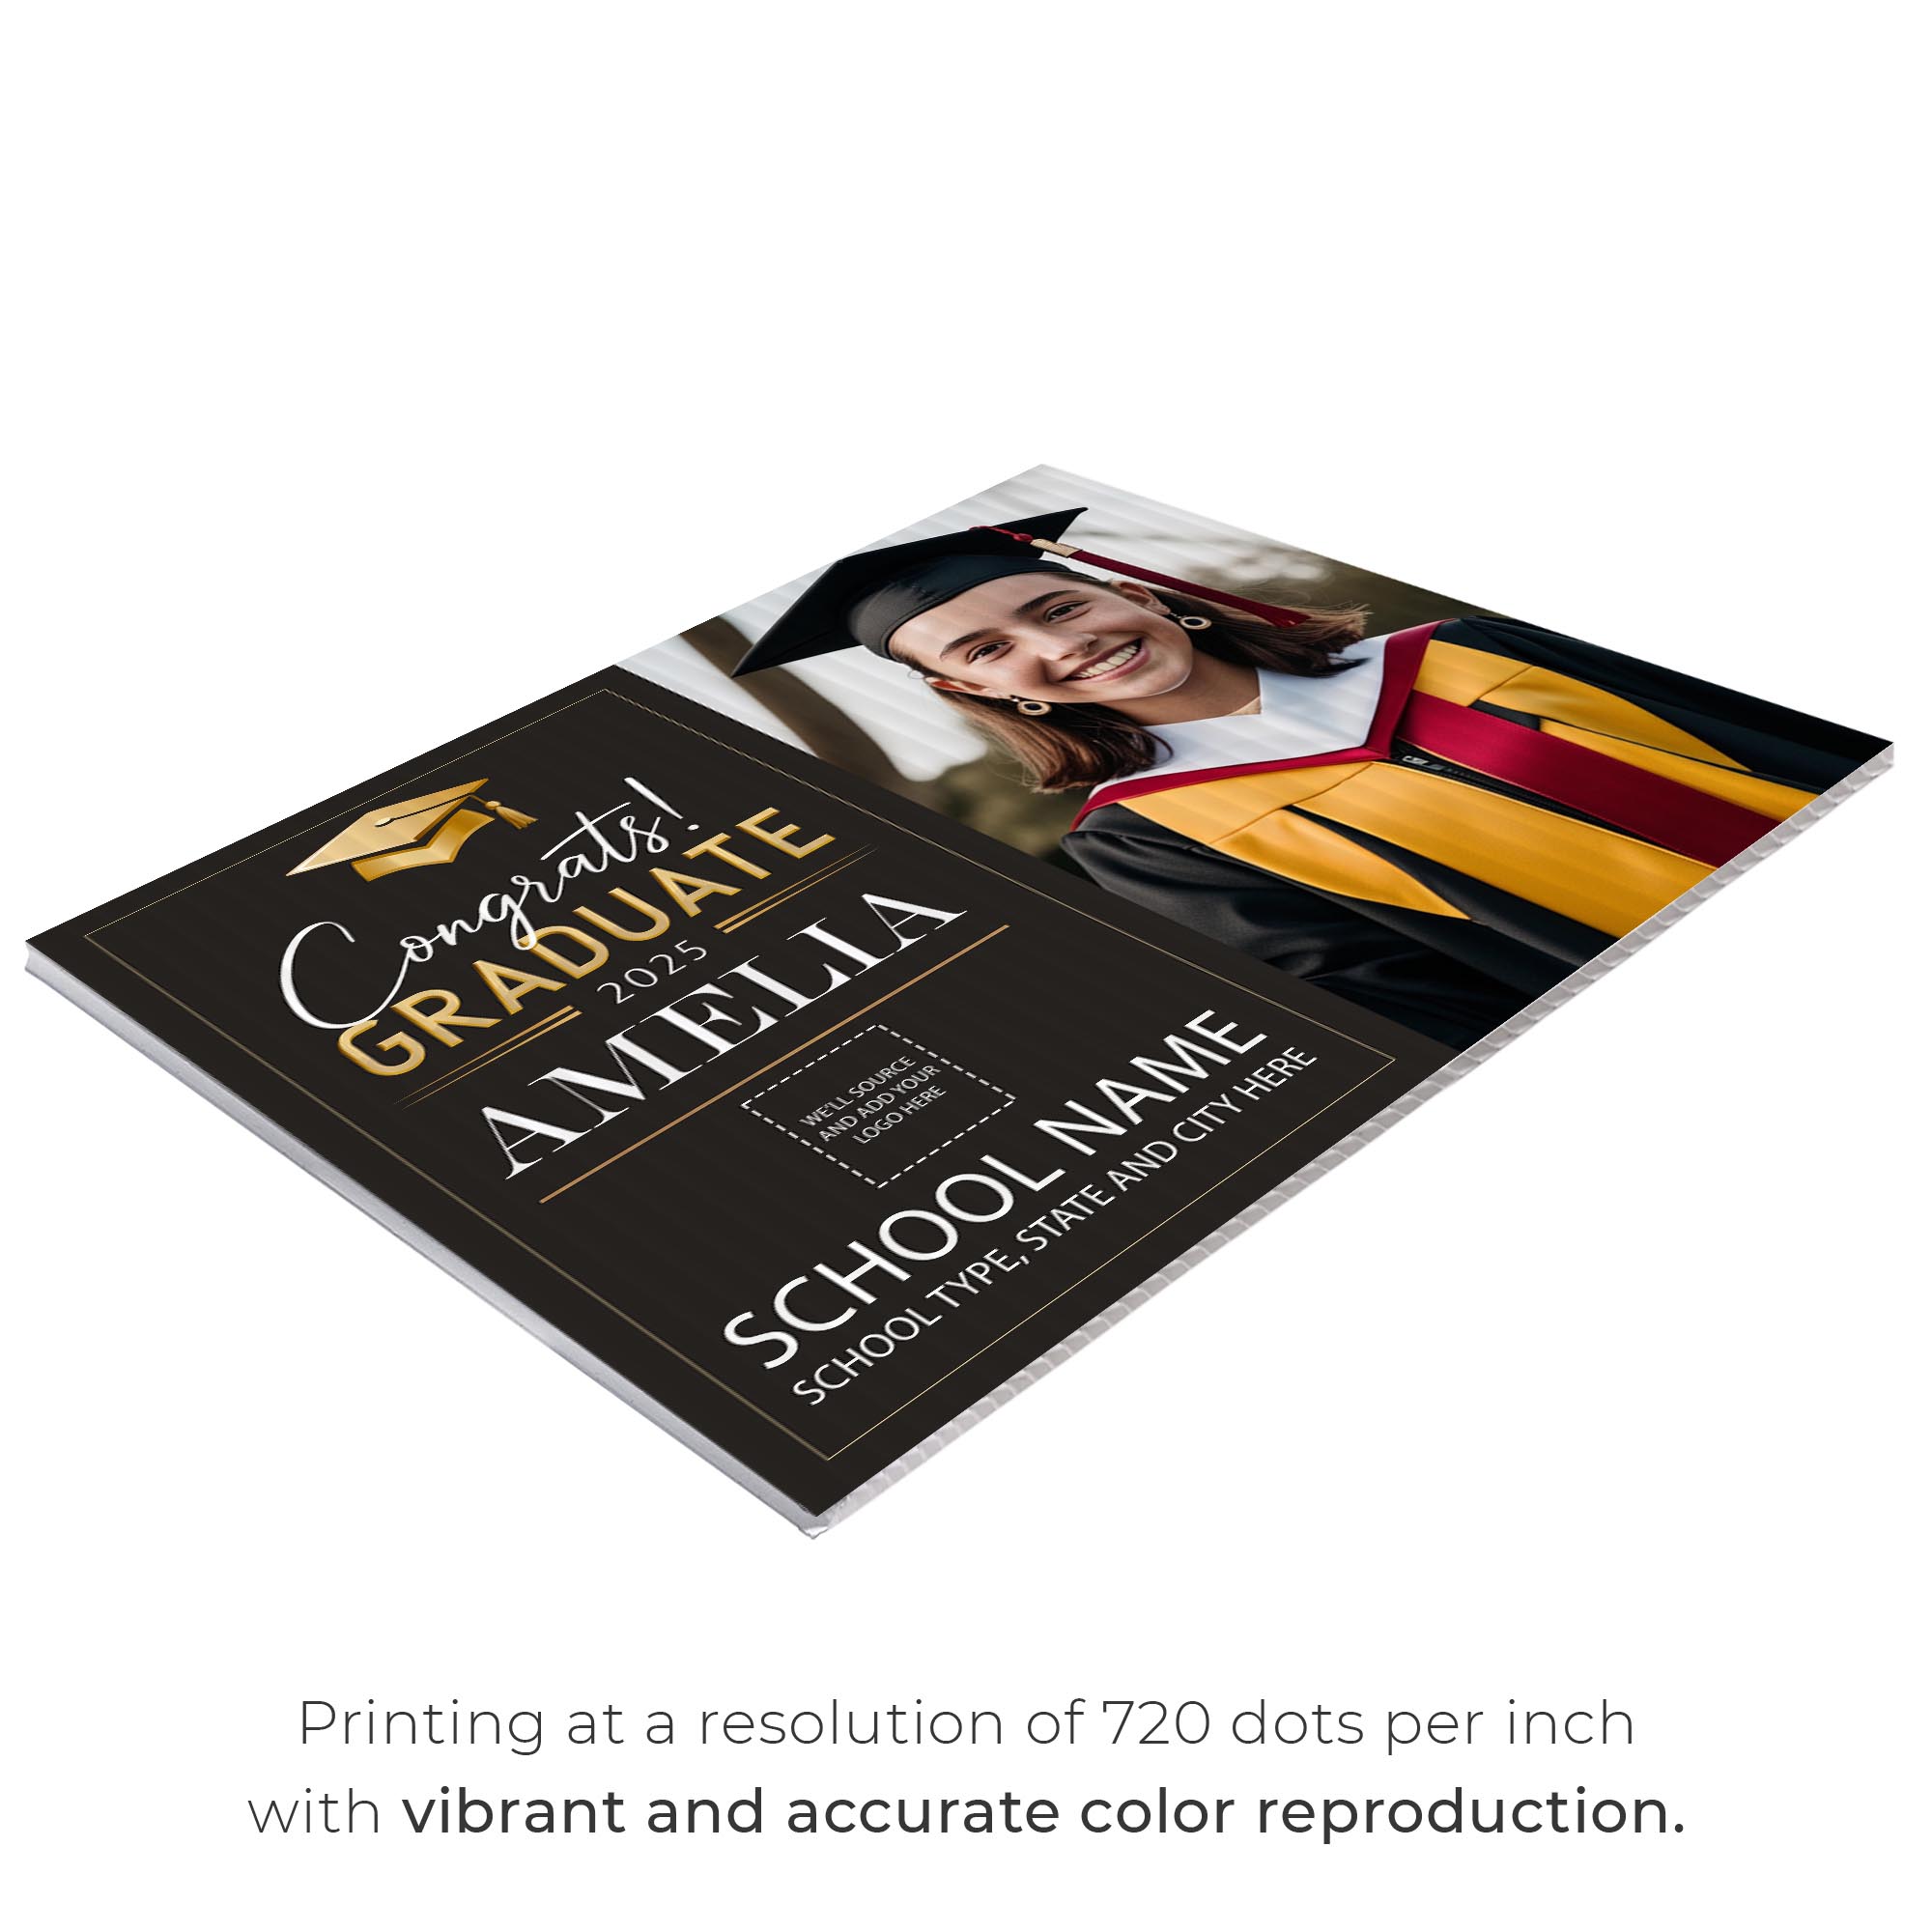 Congrats!
GRADUATE
2025
AMELIA
WE'LL SOURCE
AND ADD YOUR
LOGO HERE
SCHOOL NAME
SCHOOL TYPE, STATE AND CITY HERE
Printing at a resolution of 720 dots per inch
with vibrant and accurate color reproduction.